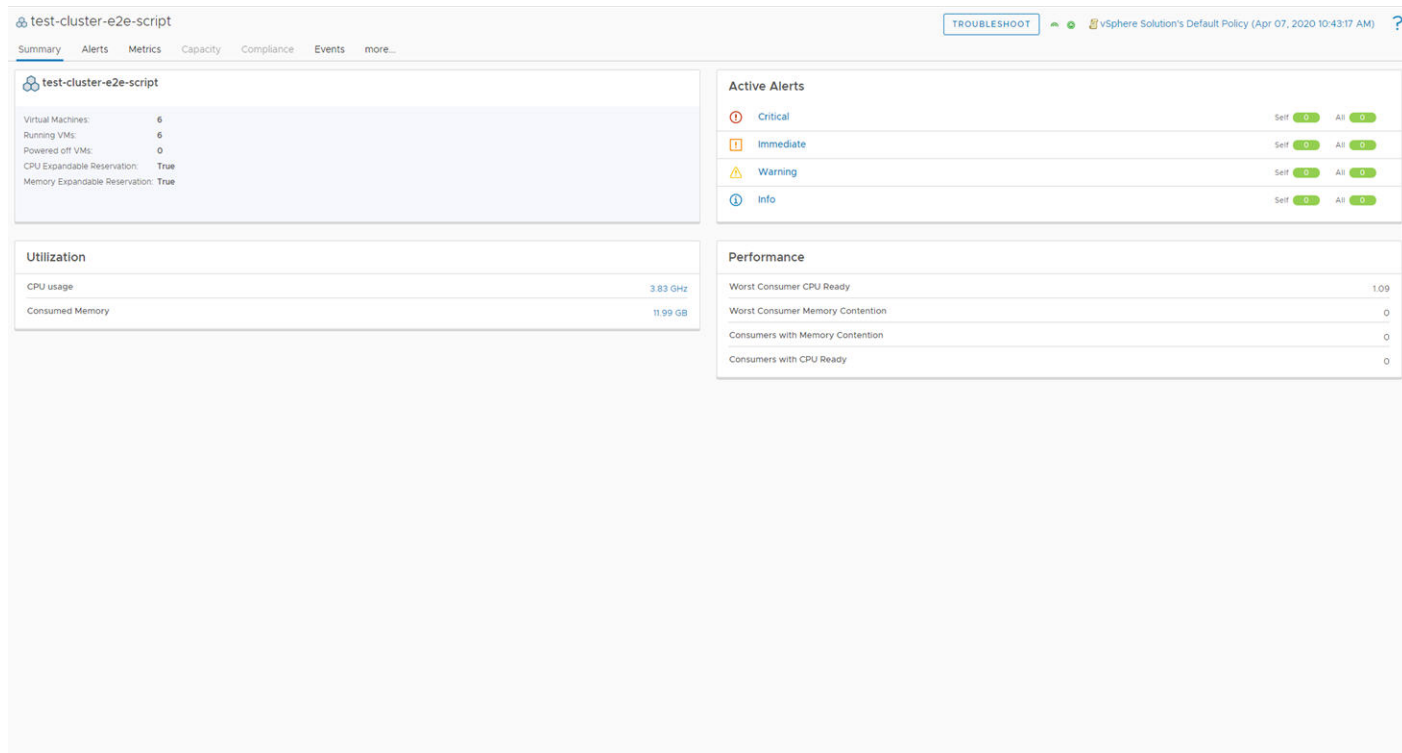 test-cluster-e2e-script
TROUBLESHOOT vSphere Solution's Default Policy (Apr 07, 2020 10:43:17 AM) ?
Summary Alerts Metrics Capacity Compliance Events more...
test-cluster-e2e-script
Virtual Machines: 6
Running VMs: 6
Powered off VMs: 0
CPU Expandable Reservation: True
Memory Expandable Reservation: True
Active Alerts
Critical Self 0 All 0
Immediate Self 0 All 0
Warning Self 0 All 0
Info Self 0 All 0
Utilization
CPU usage 3.83 GHz
Consumed Memory 11.99 GB
Performance
Worst Consumer CPU Ready 1.09
Worst Consumer Memory Contention 0
Consumers with Memory Contention 0
Consumers with CPU Ready 0